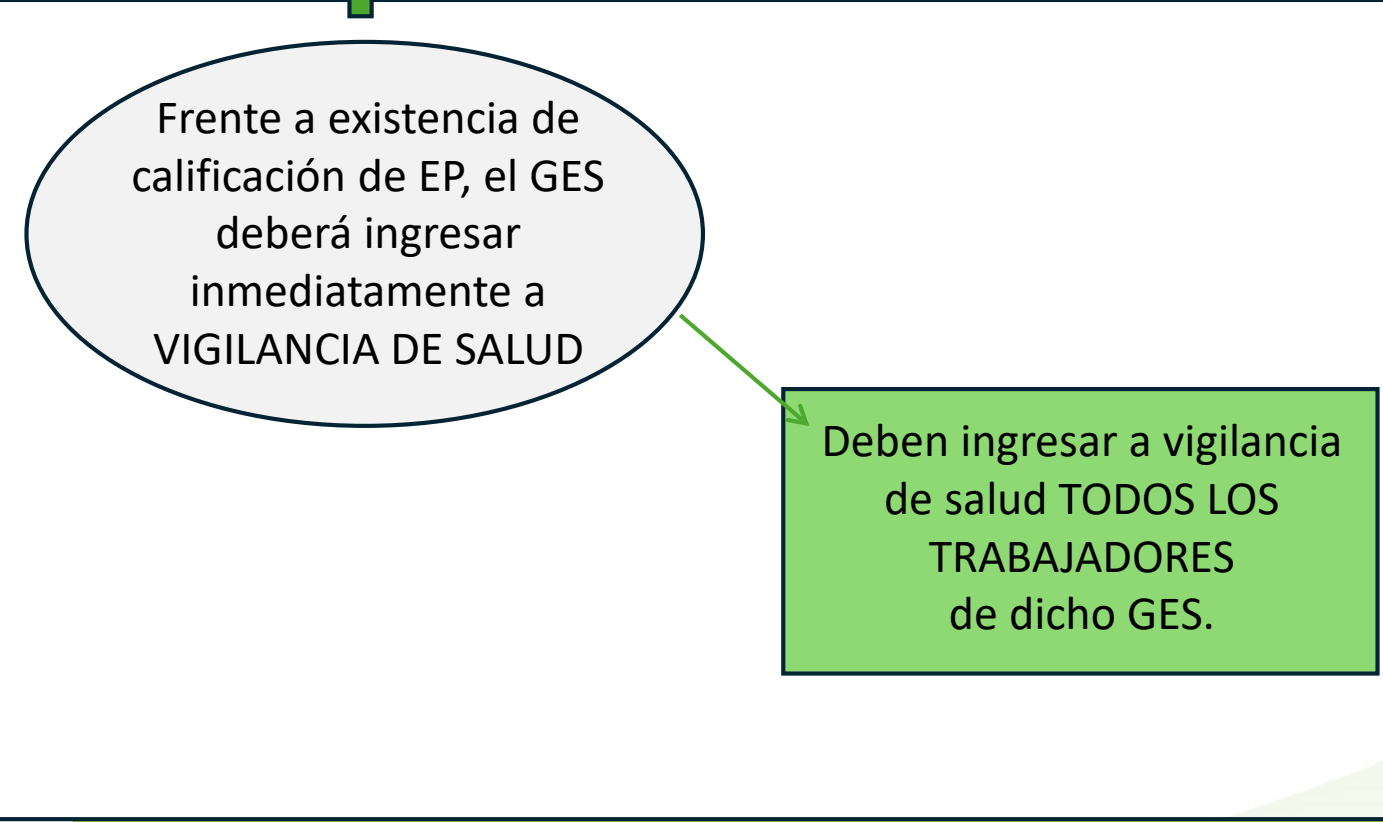 Frente a existencia de
calificación de EP, el GES
deberá ingresar
inmediatamente a
VIGILANCIA DE SALUD
Deben ingresar a vigilancia
de salud TODOS LOS
TRABAJADORES
de dicho GES.